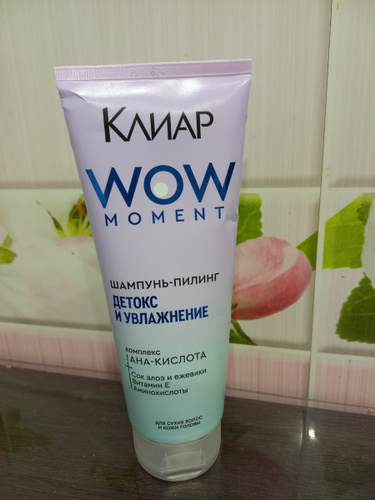 КЛИАР
WOW
MOMENT
ШАМПУНЬ-ПИЛИНГ
ДЕТОКС
И УВЛАЖНЕНИЕ
КОМПЛЕКС
АНА-КИСЛОТА
+
Сок алоэ и ежевики
Витамин Е
Аминокислоты
ДЛЯ СУХИХ ВОЛОС
И КОЖИ ГОЛОВЫ